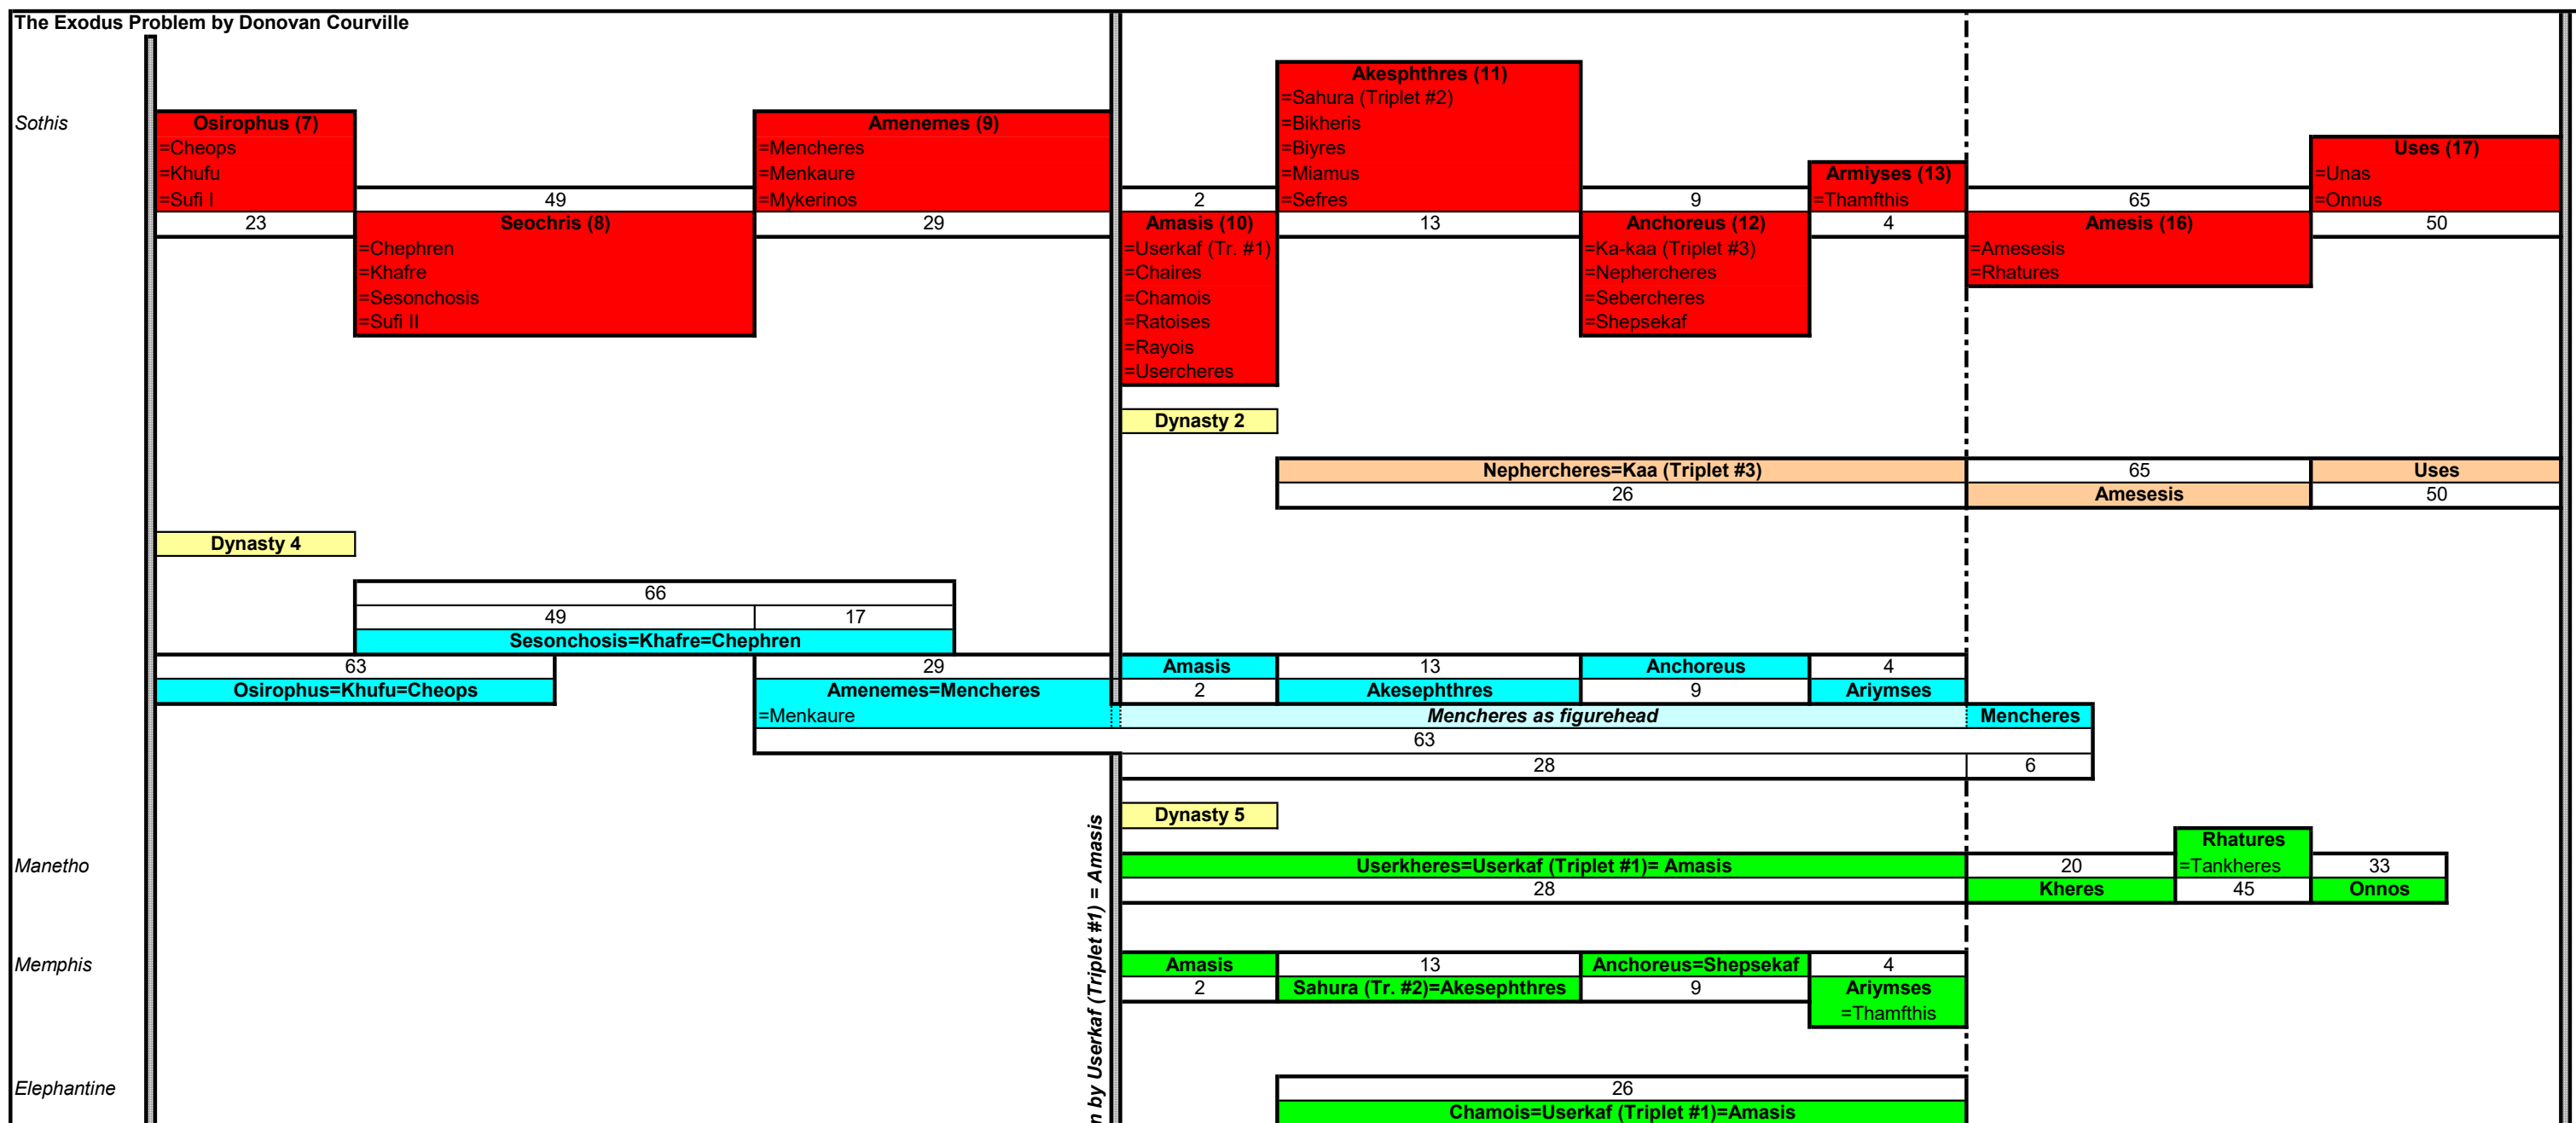 The Exodus Problem by Donovan Courville
Sothis
Osirophus (7)
=Cheops
=Khufu
=Sufi I
23
49
Seochris (8)
=Chephren
=Khafre
=Sesonchosis
=Sufi II
Amenemes (9)
=Mencheres
=Menkaure
=Mykerinos
29
2
Amasis (10)
=Userkaf (Tr. #1)
=Chaires
=Chamois
=Ratoises
=Rayois
=Usercheres
Akesphthres (11)
=Sahura (Triplet #2)
=Bikheris
=Biyres
=Miamus
=Sefres
13
9
Anchoreus (12)
=Ka-kaa (Triplet #3)
=Nephercheres
=Sebercheres
=Shepsekaf
Armiyses (13)
=Thamfthis
4
65
Amesis (16)
=Amesesis
=Rhatures
Uses (17)
=Unas
=Onnus
50
Dynasty 2
Nephercheres=Kaa (Triplet #3)
26
65
Amesesis
Uses
50
Dynasty 4
66
49
17
Sesonchosis=Khafre=Chephren
63
Osirophus=Khufu=Cheops
29
Amenemes=Mencheres
=Menkaure
Amasis
2
13
Akesephthres
Anchoreus
9
4
Ariymses
Mencheres as figurehead
Mencheres
63
28
6
Dynasty 5
Manetho
Userkheres=Userkaf (Triplet #1)= Amasis
28
20
Kheres
Rhatures
=Tankheres
45
33
Onnos
Memphis
Amasis
2
13
Sahura (Tr. #2)=Akesephthres
Anchoreus=Shepsekaf
9
4
Ariymses
=Thamfthis
Elephantine
26
Chamois=Userkaf (Triplet #1)=Amasis
n by Userkaf (Triplet #1) = Amasis